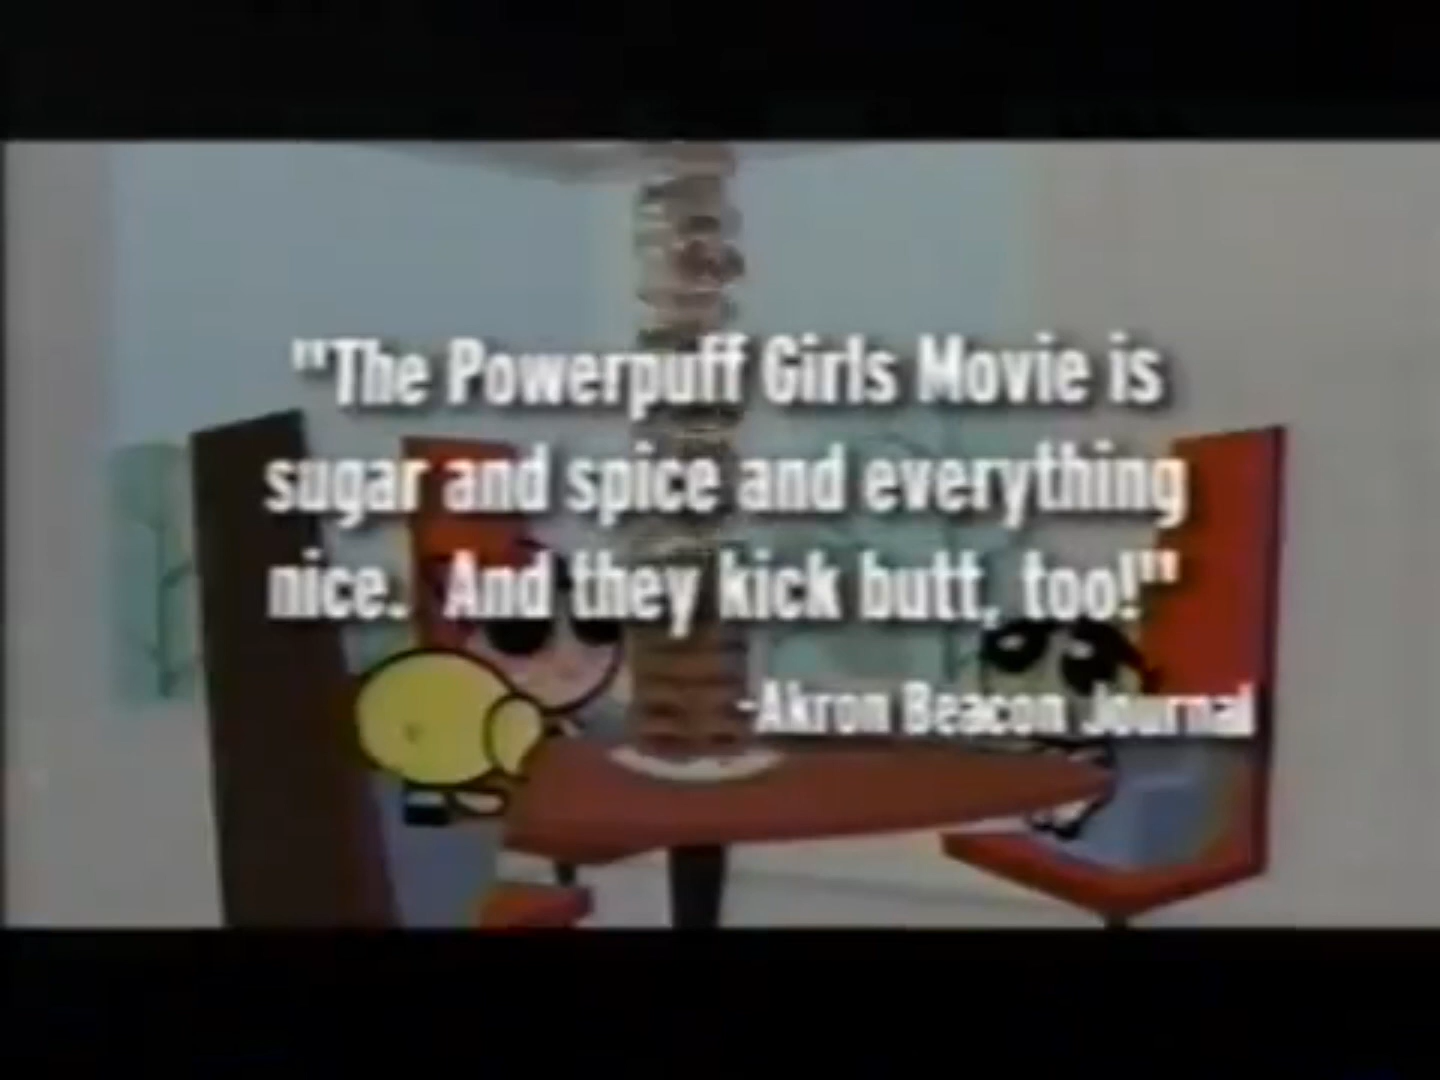 "The Powerpuff Girls Movie is
sugar and spice and everything
nice.  And they kick butt, too!"
-Akron Beacon Journal